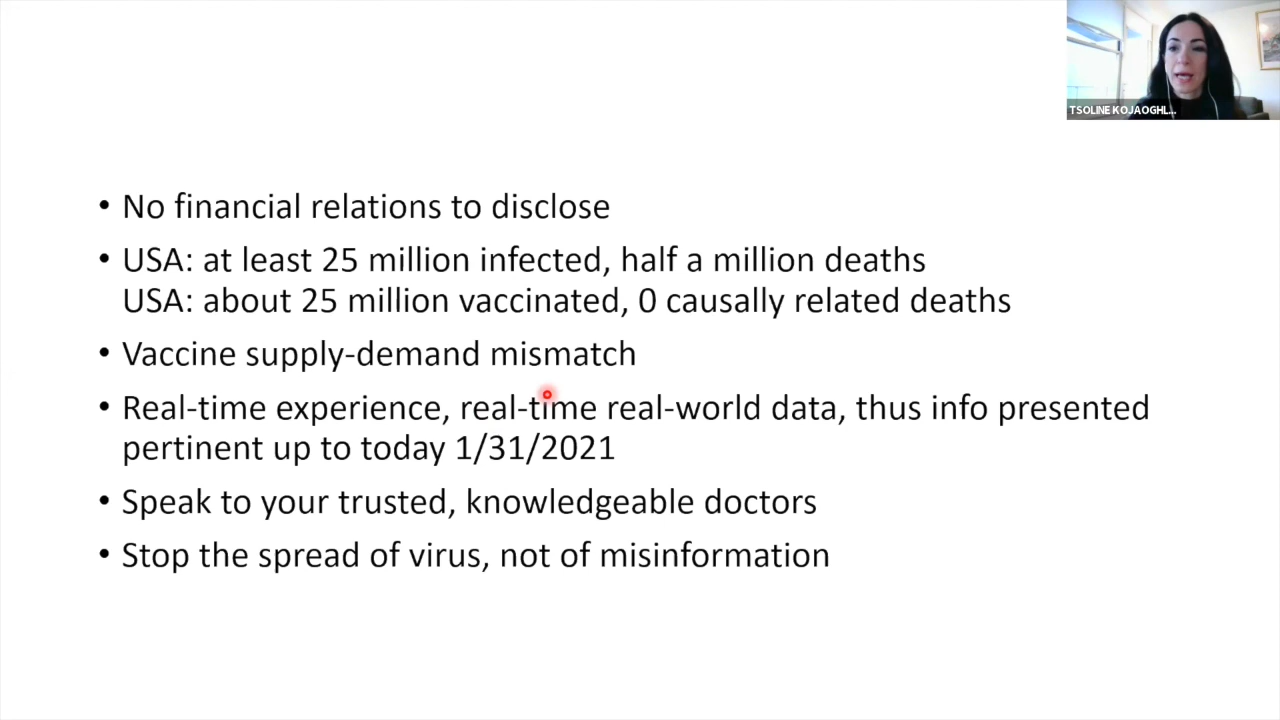 TSOLINE KOJAOGHL...
• No financial relations to disclose
• USA: at least 25 million infected, half a million deaths
USA: about 25 million vaccinated, 0 causally related deaths
• Vaccine supply-demand mismatch
• Real-time experience, real-time real-world data, thus info presented
pertinent up to today 1/31/2021
• Speak to your trusted, knowledgeable doctors
• Stop the spread of virus, not of misinformation